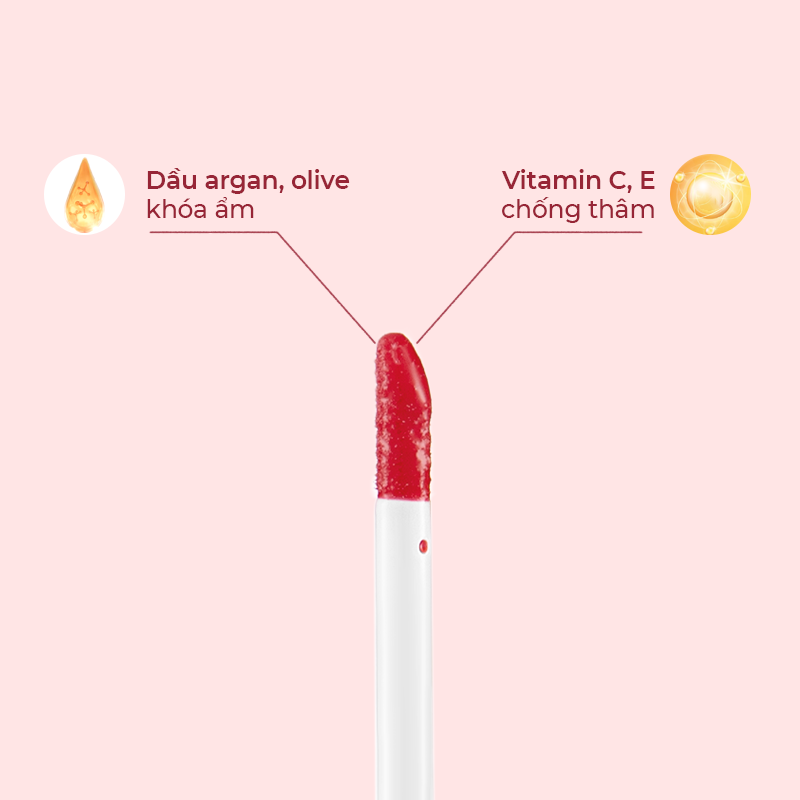 Dầu argan, olive
khóa ẩm
Vitamin C, E
chống thâm